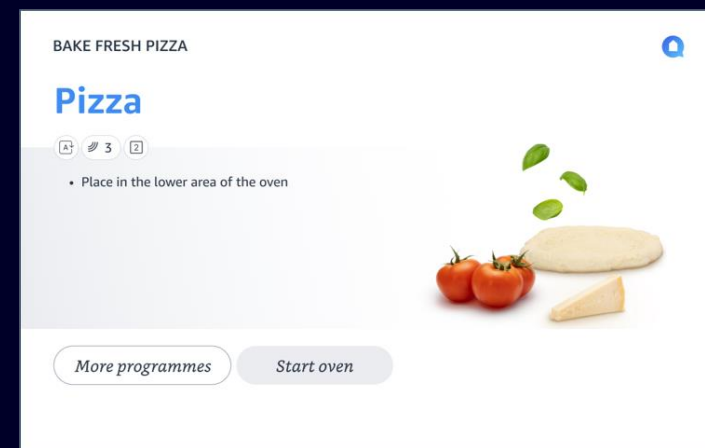 BAKE FRESH PIZZA
Pizza
A 3 2
• Place in the lower area of the oven
More programmes Start oven